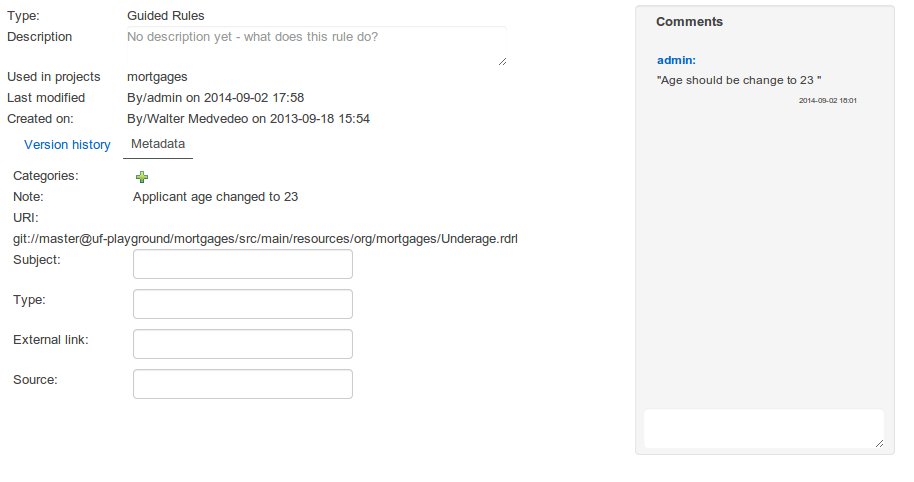 Type: Guided Rules
Description No description yet - what does this rule do?
Used in projects mortgages
Last modified By/admin on 2014-09-02 17:58
Created on: By/Walter Medvedeo on 2013-09-18 15:54
Version history Metadata
Categories:
Note: Applicant age changed to 23
URI:
git://master@uf-playground/mortgages/src/main/resources/org/mortgages/Underage.rdrl
Subject:
Type:
External link:
Source:
Comments
admin:
"Age should be change to 23 "
2014-09-02 18:01